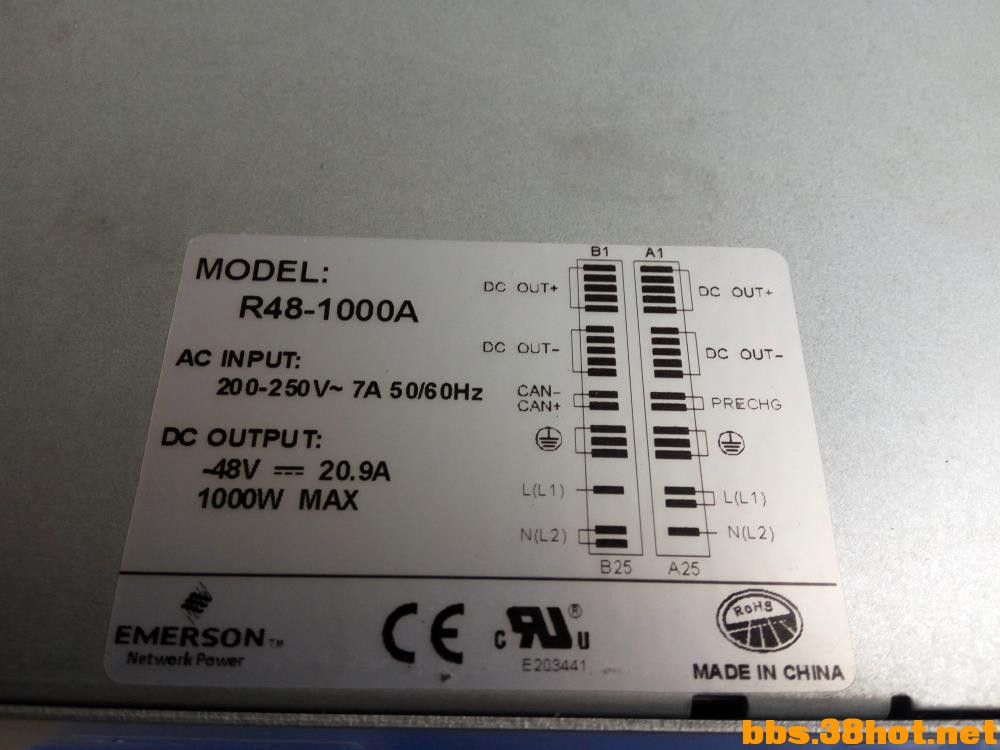 MODEL:
R48-1000A
AC INPUT:
200-250V~ 7A 50/60Hz
DC OUTPUT:
-48V ⎓ 20.9A
1000W MAX
B1 A1
DC OUT+ DC OUT+
DC OUT- DC OUT-
CAN-
CAN+ PRECHG
L(L1) L(L1)
N(L2) N(L2)
B25 A25
EMERSON™
Network Power
CE
c RU ® us
E203441
RoHS
MADE IN CHINA
bbs.38hot.net